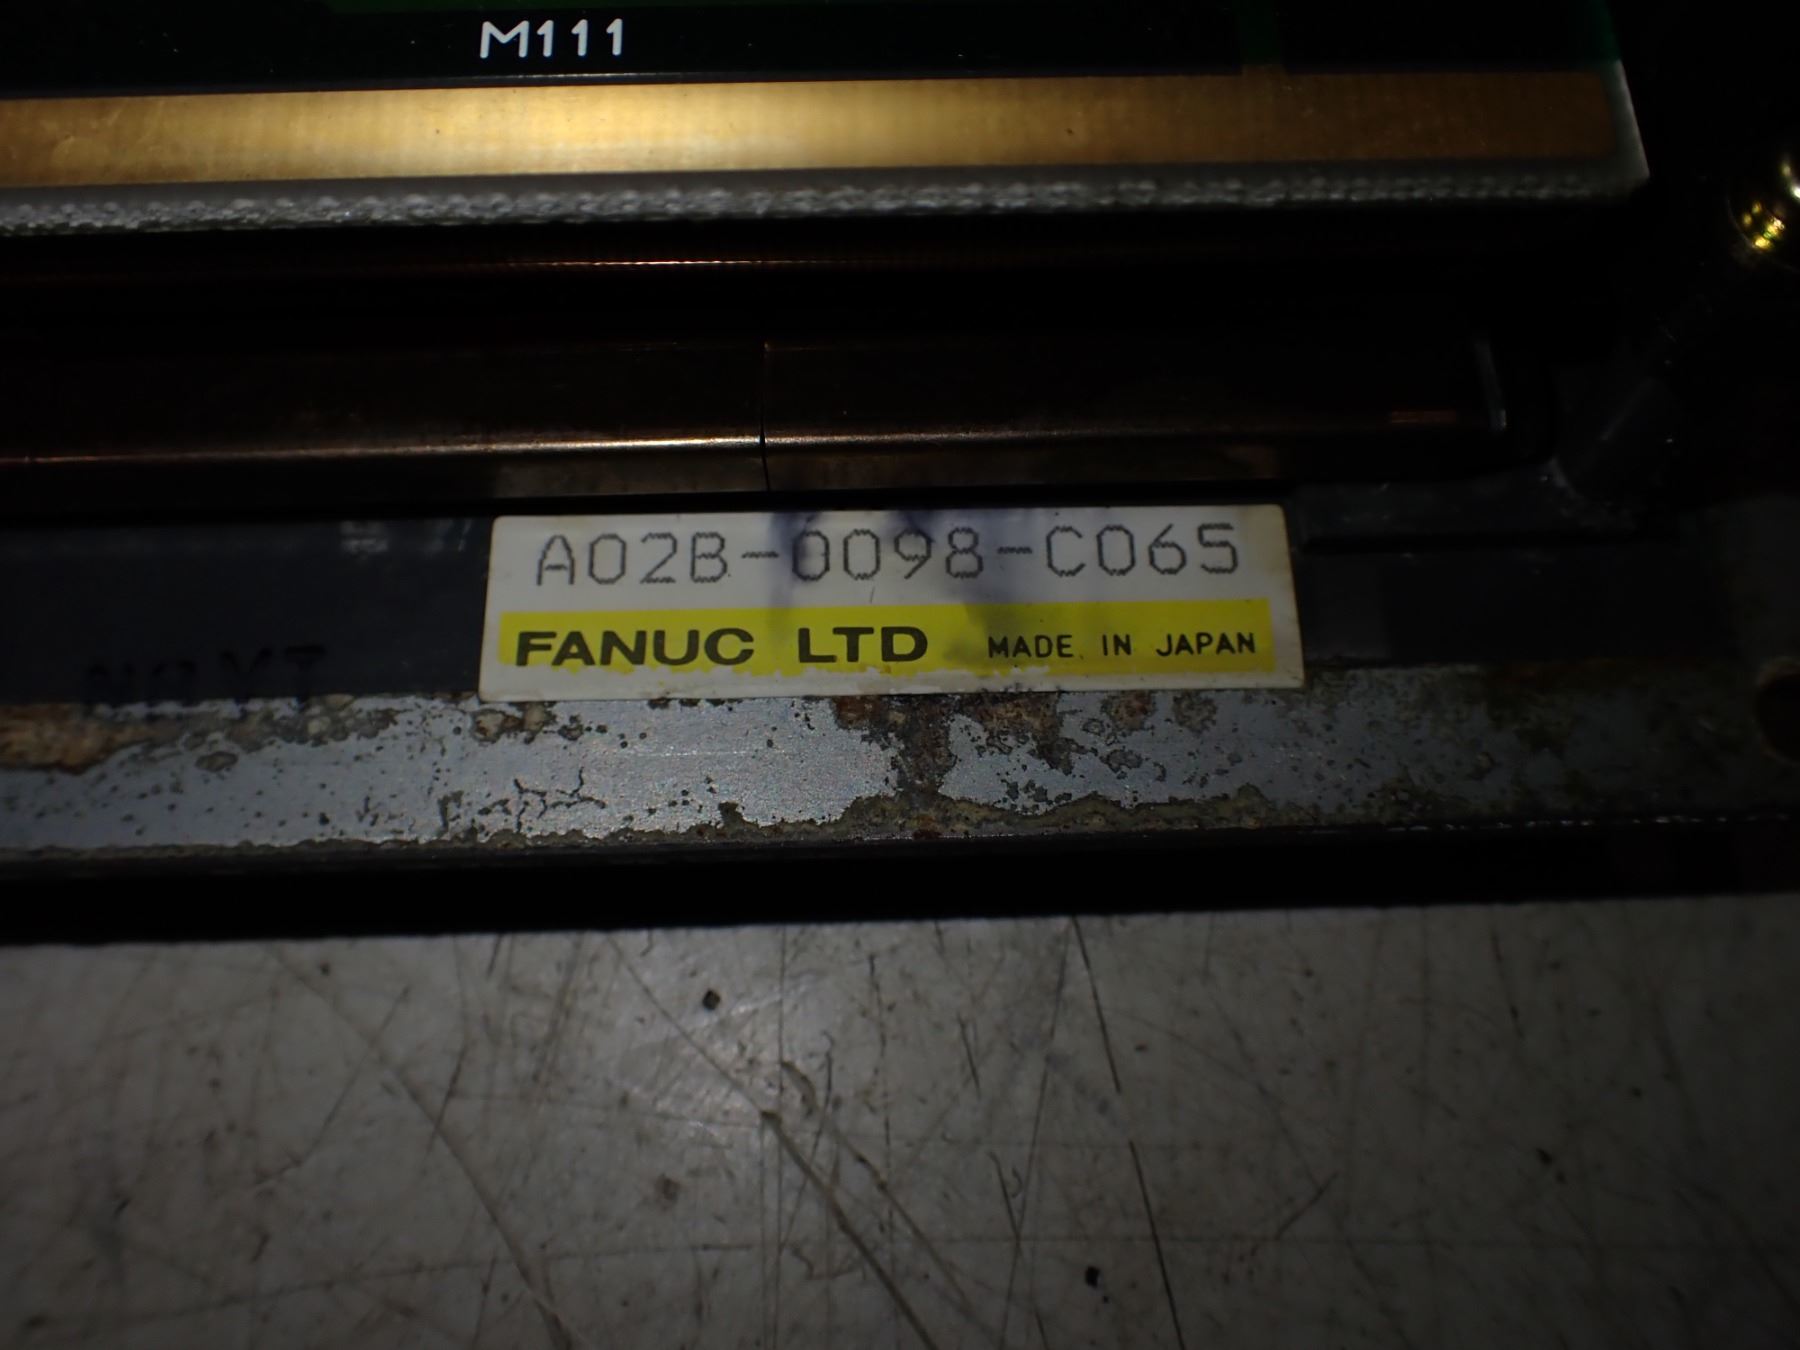 M111
A02B-0098-C065
FANUC LTD MADE IN JAPAN